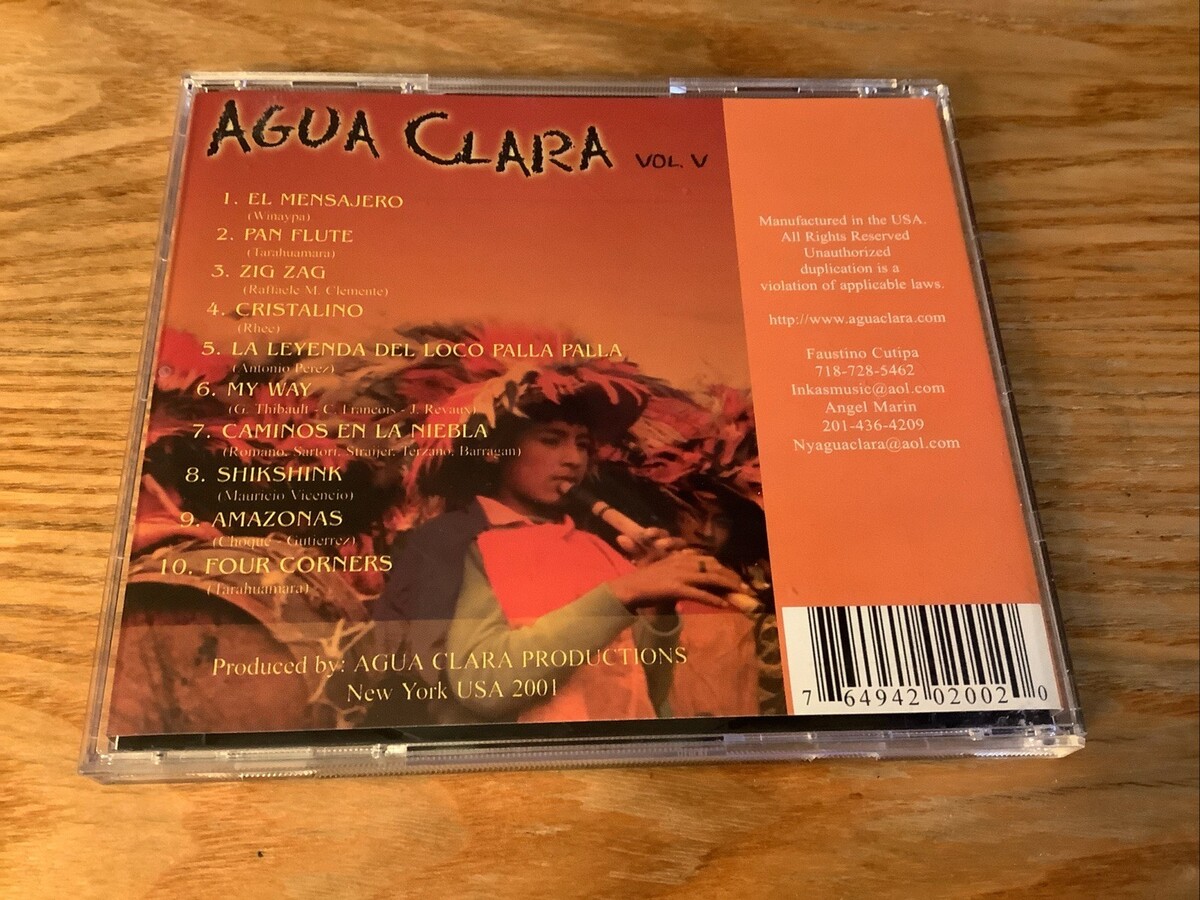 AGUA CLARA VOL. V
1. EL MENSAJERO
(Winaypa)
2. PAN FLUTE
(Tarahuamara)
3. ZIG ZAG
(Raffaele M. Clemente)
4. CRISTALINO
(Rhee)
5. LA LEYENDA DEL LOCO PALLA PALLA
(Antonio Perez)
6. MY WAY
(G. Thibault - C. Francois - J. Revaux)
7. CAMINOS EN LA NIEBLA
(Romano, Sartori, Straijer, Terzano, Barragan)
8. SHIKSHINK
(Mauricio Vicencio)
9. AMAZONAS
(Choque - Gutierrez)
10. FOUR CORNERS
(Tarahuamara)
Produced by: AGUA CLARA PRODUCTIONS
New York USA 2001
Manufactured in the USA.
All Rights Reserved
Unauthorized
duplication is a
violation of applicable laws.
http://www.aguaclara.com
Faustino Cutipa
718-728-5462
Inkasmusic@aol.com
Angel Marin
201-436-4209
Nyaguaclara@aol.com
7 64942 02002 0